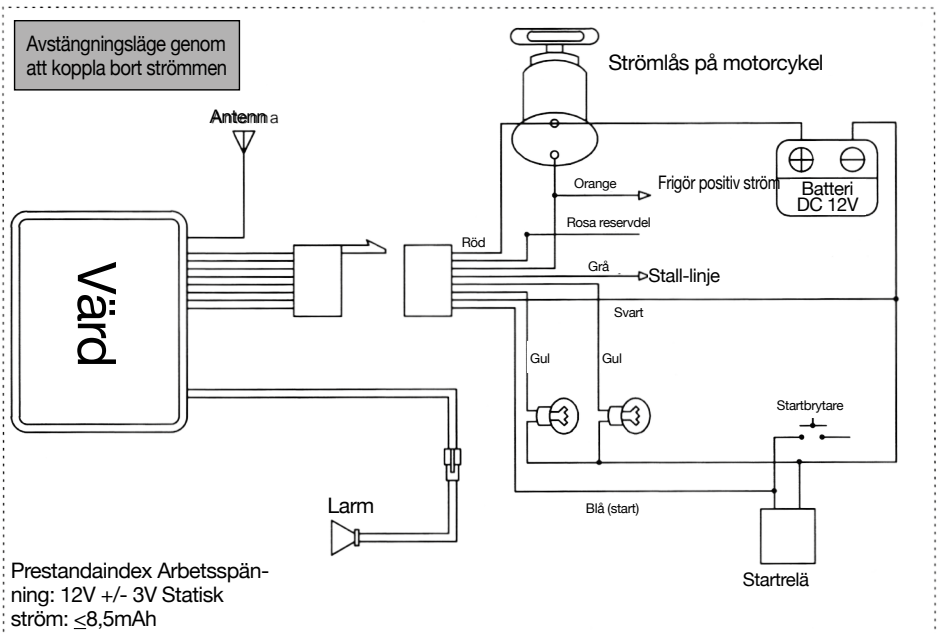 Avstängningsläge genom
att koppla bort strömmen
Strömlås på motorcykel
Antenna
Orange
Frigör positiv ström
Batteri
DC 12V
Rosa reservdel
Röd
Grå
Stall-linje
Svart
Värd
Gul
Gul
Startbrytare
Larm
Blå (start)
Startrelä
Prestandaindex Arbetsspän-
ning: 12V +/- 3V Statisk
ström: ≤8,5mAh